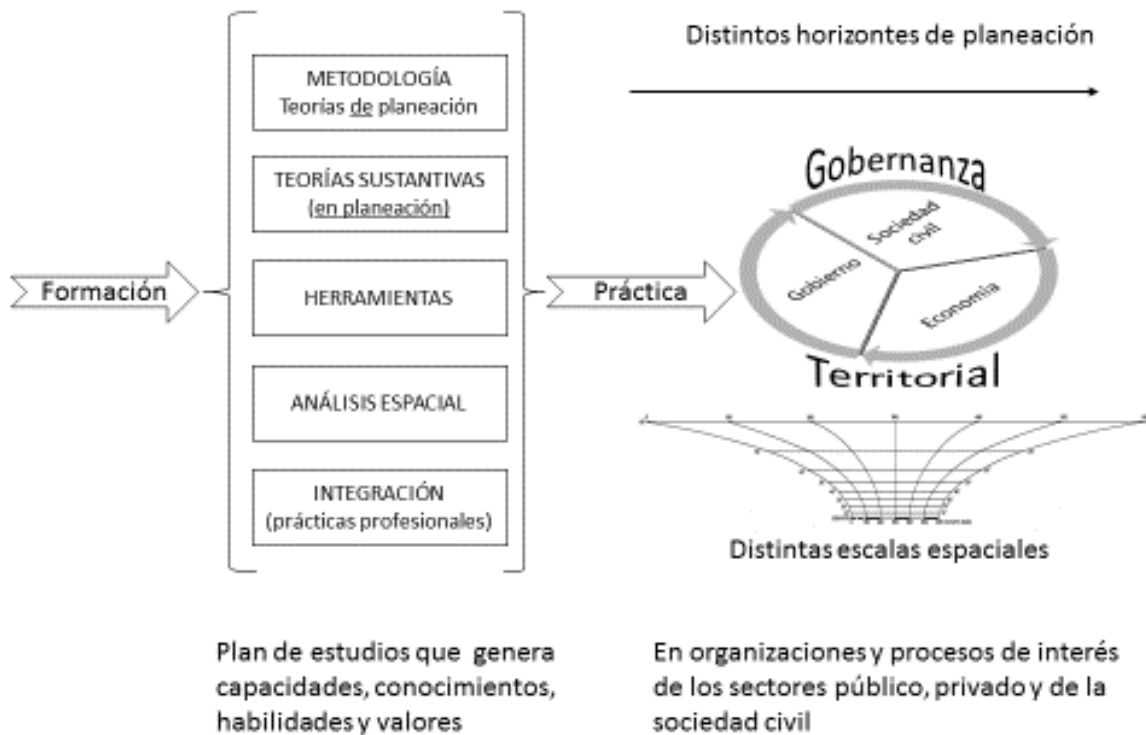 Formación
METODOLOGÍA
Teorías de planeación
TEORÍAS SUSTANTIVAS
(en planeación)
HERRAMIENTAS
ANÁLISIS ESPACIAL
INTEGRACIÓN
(prácticas profesionales)
Práctica
Distintos horizontes de planeación
Gobernanza
Sociedad
civil
Gobierno
Economía
Territorial
Distintas escalas espaciales
Plan de estudios que genera
capacidades, conocimientos,
habilidades y valores
En organizaciones y procesos de interés
de los sectores público, privado y de la
sociedad civil